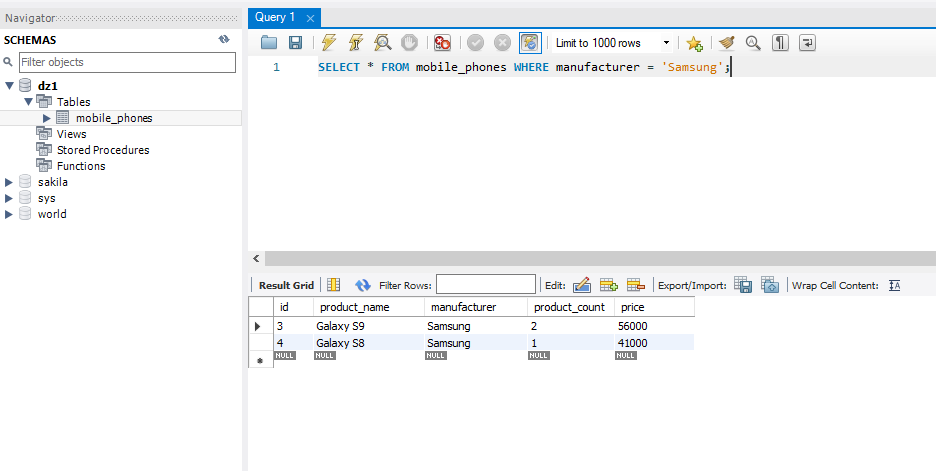 Navigator
SCHEMAS
Filter objects
dz1
Tables
mobile_phones
Views
Stored Procedures
Functions
sakila
sys
world
Query 1
Limit to 1000 rows
1 SELECT * FROM mobile_phones WHERE manufacturer = 'Samsung';
Result Grid Filter Rows: Edit: Export/Import: Wrap Cell Content:
id product_name manufacturer product_count price
3 Galaxy S9 Samsung 2 56000
4 Galaxy S8 Samsung 1 41000
NULL NULL NULL NULL NULL